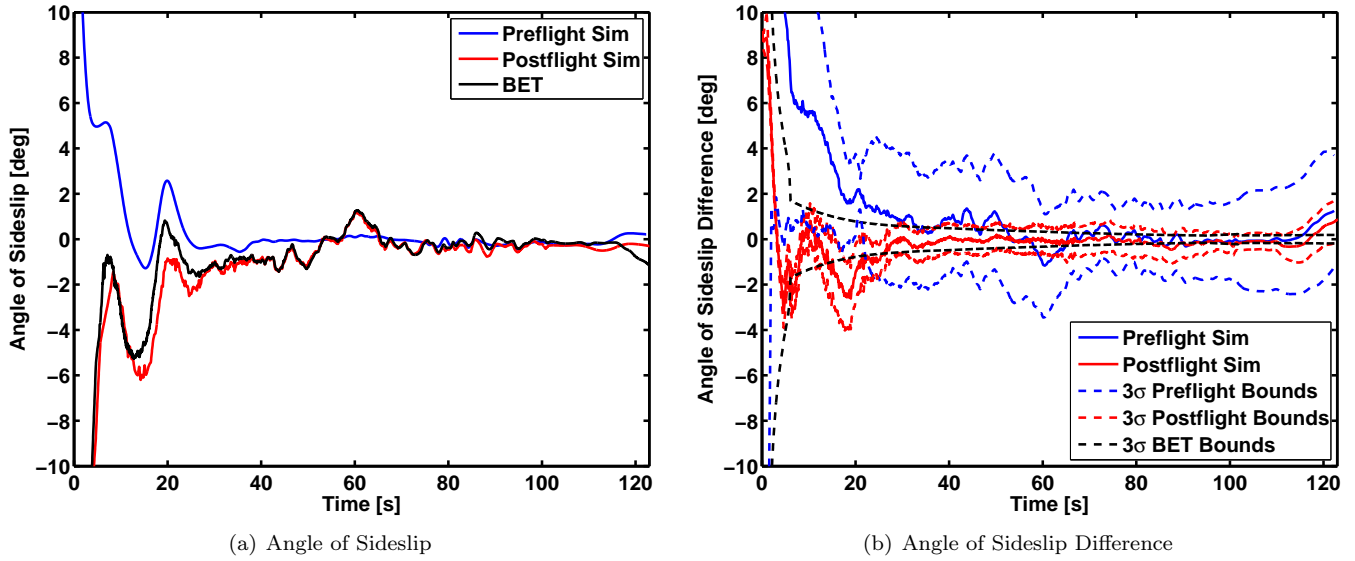 10
8
6
4
2
0
−2
−4
−6
−8
−10
0
20
40
60
80
100
120
Angle of Sideslip [deg]
Time [s]
Preflight Sim
Postflight Sim
BET
(a) Angle of Sideslip
10
8
6
4
2
0
−2
−4
−6
−8
−10
0
20
40
60
80
100
120
Angle of Sideslip Difference [deg]
Time [s]
Preflight Sim
Postflight Sim
3σ Preflight Bounds
3σ Postflight Bounds
3σ BET Bounds
(b) Angle of Sideslip Difference